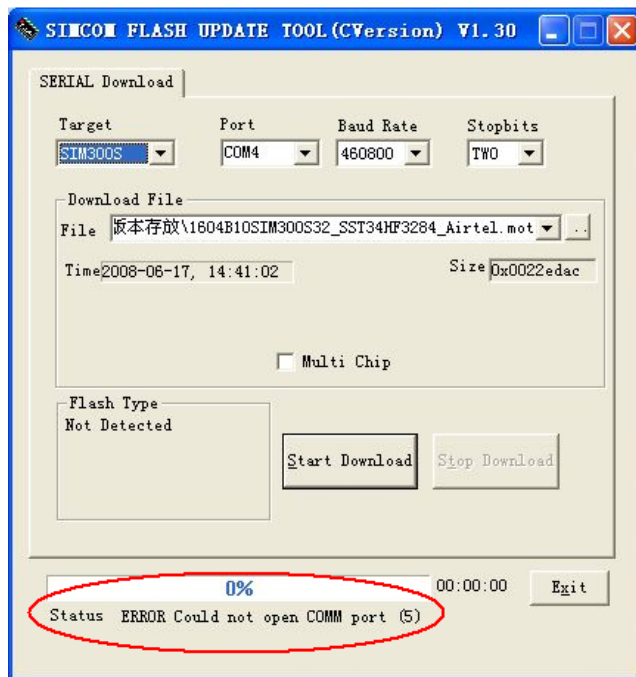 SIMCOM FLASH UPDATE TOOL(CVersion) V1.30
SERIAL Download
Target Port Baud Rate Stopbits
SIM300S COM4 460800 TWO
Download File
File 版本存放\1604B10SIM300S32_SST34HF3284_Airtel.mot ..
Time 2008-06-17, 14:41:02 Size 0x0022edac
Multi Chip
Flash Type
Not Detected
Start Download Stop Download
0% 00:00:00 Exit
Status ERROR Could not open COMM port (5)